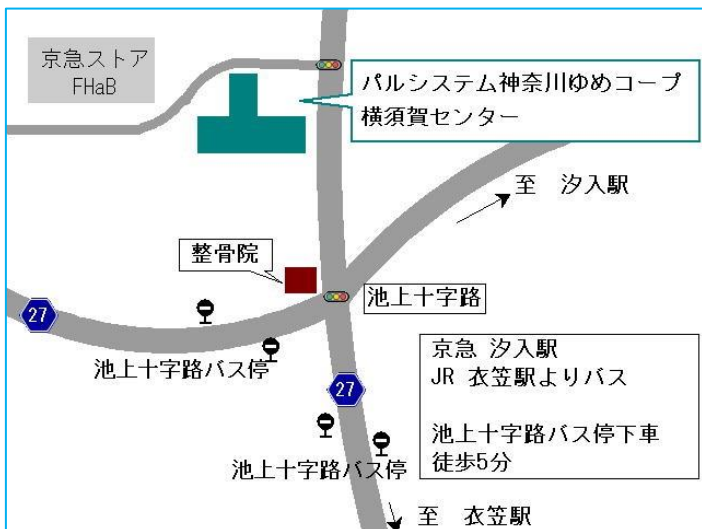 京急ストア
FHaB
パルシステム神奈川ゆめコープ
横須賀センター
至 汐入駅
整骨院
池上十字路
27
池上十字路バス停
27
京急 汐入駅
JR 衣笠駅よりバス
池上十字路バス停下車
徒歩5分
池上十字路バス停
至 衣笠駅